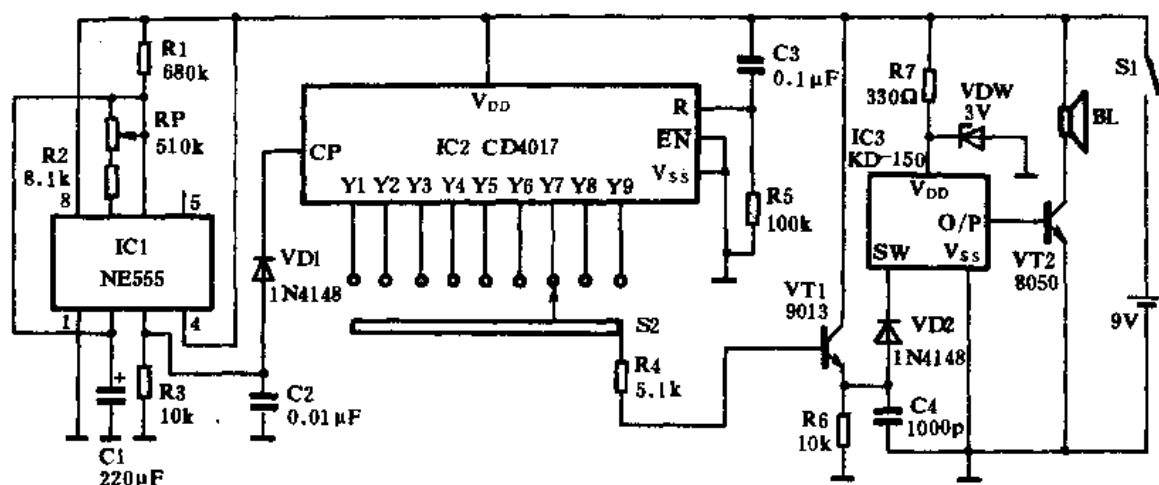 R1
680k
RP
510k
R2
8.1k
8
5
IC1
NE555
1
4
+
R3
10k
C1
220μF
VD1
1N4148
C2
0.01μF
VDD
CP
IC2 CD4017
R
EN
VSS
Y1 Y2 Y3 Y4 Y5 Y6 Y7 Y8 Y9
S2
R4
5.1k
C3
0.1μF
R5
100k
VT1
9013
R6
10k
R7
330Ω
VDW
3V
IC3
KD-150
VDD
O/P
SW
VSS
VD2
1N4148
C4
1000p
BL
VT2
8050
S1
9V